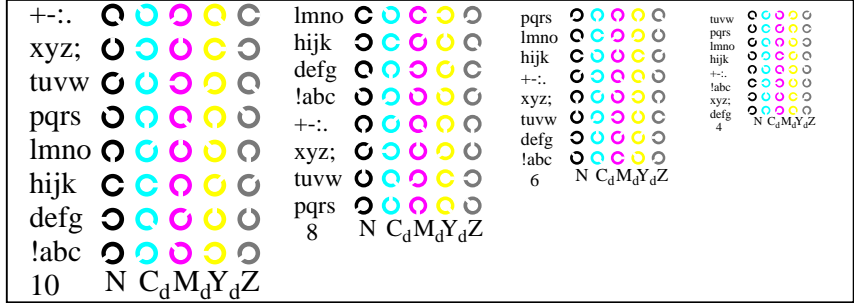 +-:.
xyz;
tuvw
pqrs
lmno
hijk
defg
!abc
10 N CdMdYdZ
lmno
hijk
defg
!abc
+-:.
xyz;
tuvw
pqrs
8 N CdMdYdZ
pqrs
lmno
hijk
+-:.
xyz;
tuvw
defg
!abc
6 N CdMdYdZ
tuvw
pqrs
lmno
hijk
+-:.
!abc
xyz;
defg
4 N CdMdYdZ